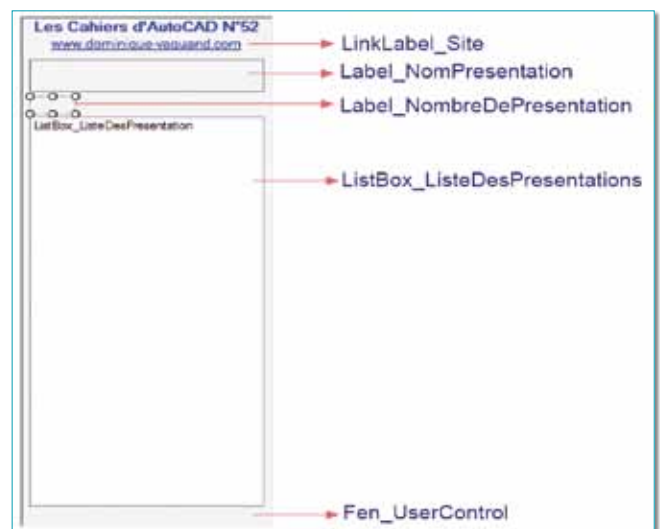 Les Cahiers d'AutoCAD N°52
www.dominique-vaquand.com
LinkLabel_Site
Label_NomPresentation
Label_NombreDePresentation
ListBox_ListeDesPresentation
ListBox_ListeDesPresentations
Fen_UserControl